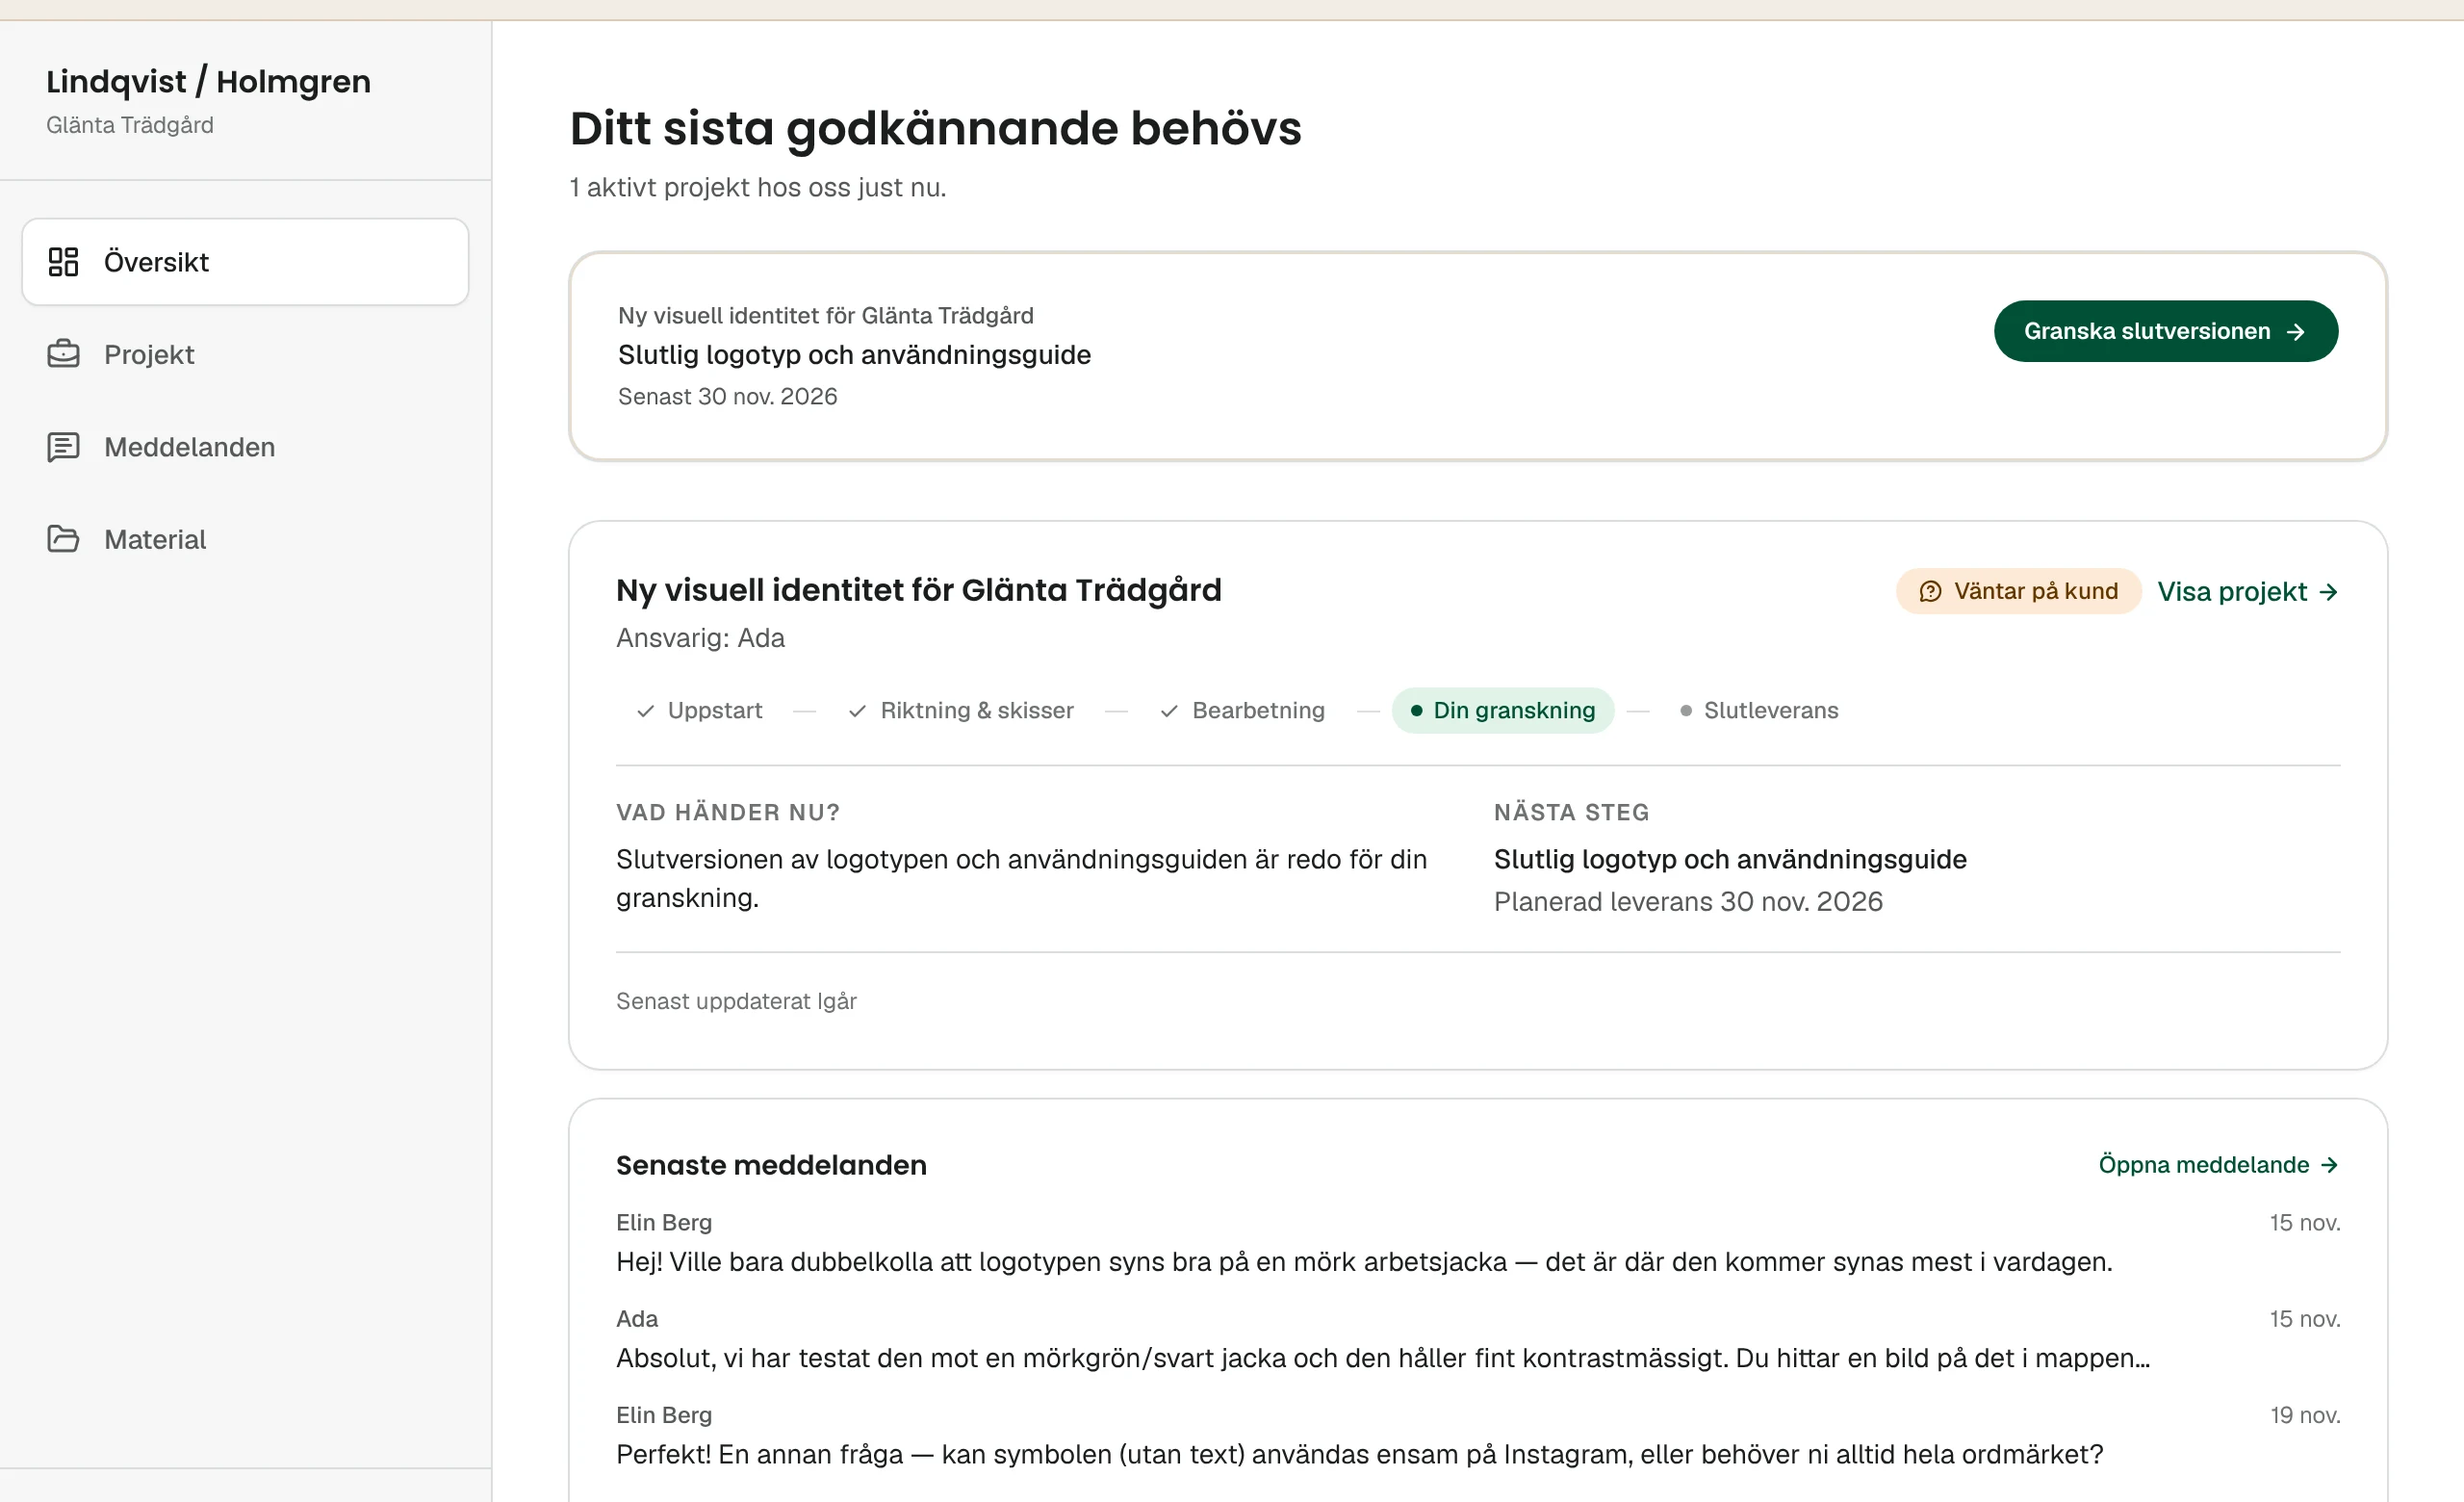 Lindqvist / Holmgren
Glänta Trädgård
Översikt
Projekt
Meddelanden
Material
Ditt sista godkännande behövs
1 aktivt projekt hos oss just nu.
Ny visuell identitet för Glänta Trädgård
Slutlig logotyp och användningsguide
Senast 30 nov. 2026
Granska slutversionen →
Ny visuell identitet för Glänta Trädgård
Väntar på kund
Visa projekt →
Ansvarig: Ada
Uppstart
Riktning & skisser
Bearbetning
Din granskning
Slutleverans
VAD HÄNDER NU?
Slutversionen av logotypen och användningsguiden är redo för din
granskning.
NÄSTA STEG
Slutlig logotyp och användningsguide
Planerad leverans 30 nov. 2026
Senast uppdaterat Igår
Senaste meddelanden
Öppna meddelande →
Elin Berg
15 nov.
Hej! Ville bara dubbelkolla att logotypen syns bra på en mörk arbetsjacka — det är där den kommer synas mest i vardagen.
Ada
15 nov.
Absolut, vi har testat den mot en mörkgrön/svart jacka och den håller fint kontrastmässigt. Du hittar en bild på det i mappen...
Elin Berg
19 nov.
Perfekt! En annan fråga — kan symbolen (utan text) användas ensam på Instagram, eller behöver ni alltid hela ordmärket?